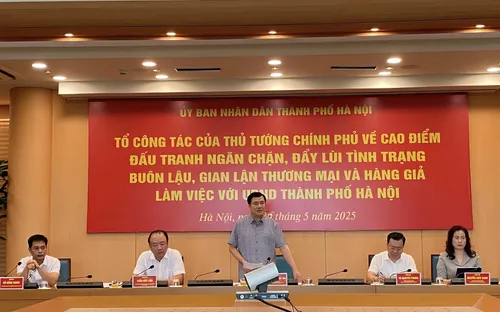 ỦY BAN NHÂN DÂN THÀNH PHỐ HÀ NỘI
TỔ CÔNG TÁC CỦA THỦ TƯỚNG CHÍNH PHỦ VỀ CAO ĐIỂM
ĐẤU TRANH NGĂN CHẶN, ĐẨY LÙI TÌNH TRẠNG
BUÔN LẬU, GIAN LẬN THƯƠNG MẠI VÀ HÀNG GIẢ
LÀM VIỆC VỚI UBND THÀNH PHỐ HÀ NỘI
Hà Nội, tháng 5 năm 2025